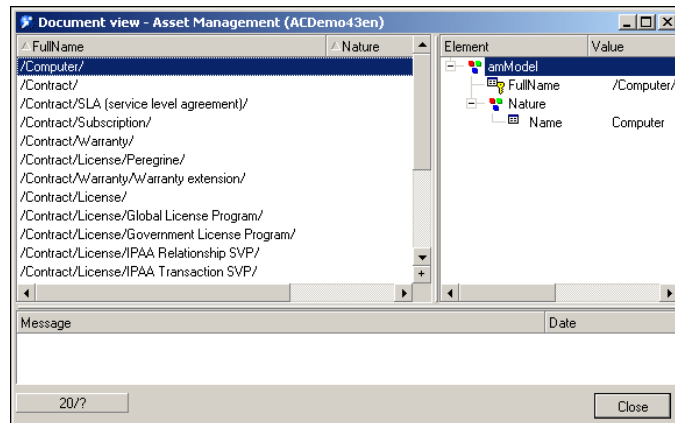 Document view - Asset Management (ACDemo43en)
FullName Nature
/Computer/
/Contract/
/Contract/SLA (service level agreement)/
/Contract/Subscription/
/Contract/Warranty/
/Contract/License/Peregrine/
/Contract/Warranty/Warranty extension/
/Contract/License/
/Contract/License/Global License Program/
/Contract/License/Government License Program/
/Contract/License/IPAA Relationship SVP/
/Contract/License/IPAA Transaction SVP/
Element Value
amModel
FullName /Computer/
Nature
Name Computer
Message Date
20/? Close